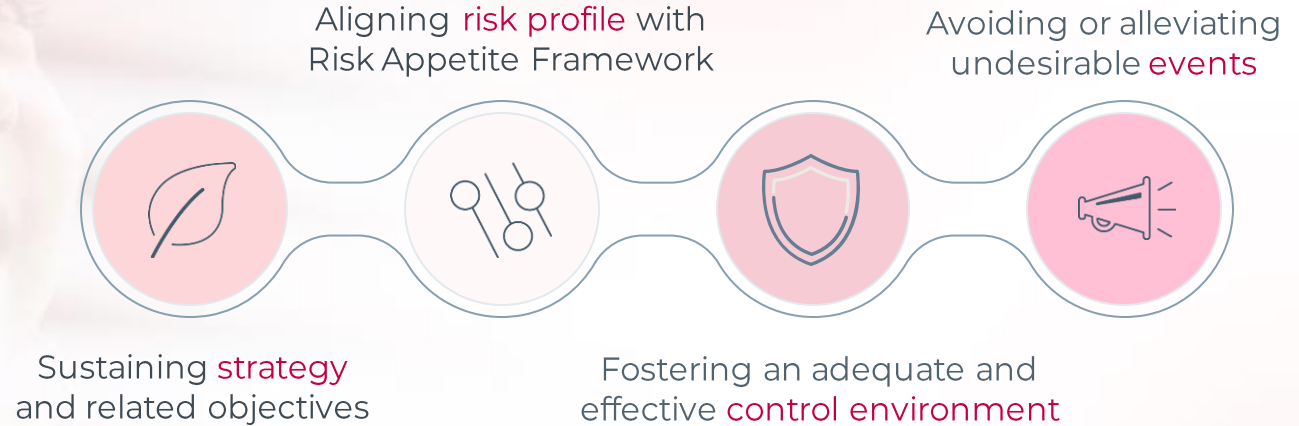 Aligning risk profile with
Risk Appetite Framework
Avoiding or alleviating
undesirable events
Sustaining strategy
and related objectives
Fostering an adequate and
effective control environment